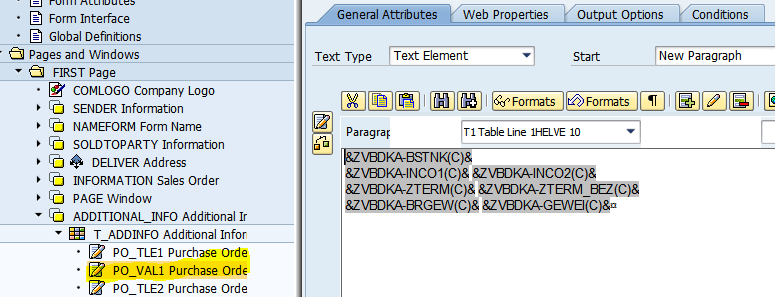 Form Attributes
Form Interface
Global Definitions
Pages and Windows
FIRST Page
COMLOGO Company Logo
SENDER Information
NAMEFORM Form Name
SOLDTOPARTY Information
DELIVER Address
INFORMATION Sales Order
PAGE Window
ADDITIONAL_INFO Additional Ir
T_ADDINFO Additional Infor
PO_TLE1 Purchase Orde
PO_VAL1 Purchase Orde
PO_TLE2 Purchase Orde
General Attributes Web Properties Output Options Conditions
Text Type Text Element Start New Paragraph
Formats Formats
Paragrap T1 Table Line 1HELVE 10
&ZVBDKA-BSTNK(C)&
&ZVBDKA-INCO1(C)& &ZVBDKA-INCO2(C)&
&ZVBDKA-ZTERM(C)& &ZVBDKA-ZTERM_BEZ(C)&
&ZVBDKA-BRGEW(C)& &ZVBDKA-GEWEI(C)&¤